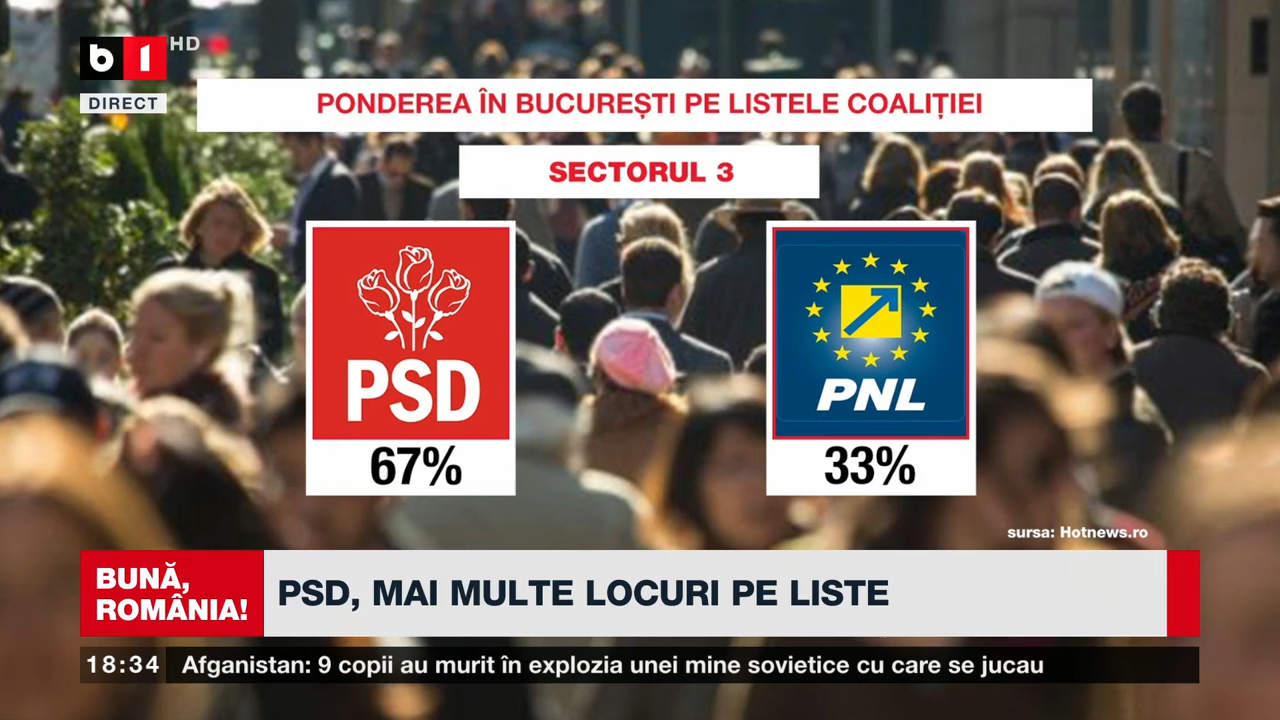 b1 HD
DIRECT
PONDEREA ÎN BUCUREȘTI PE LISTELE COALIȚIEI
SECTORUL 3
PSD
67%
PNL
33%
sursa: Hotnews.ro
BUNĂ,
ROMÂNIA!
PSD, MAI MULTE LOCURI PE LISTE
18:34 Afganistan: 9 copii au murit în explozia unei mine sovietice cu care se jucau